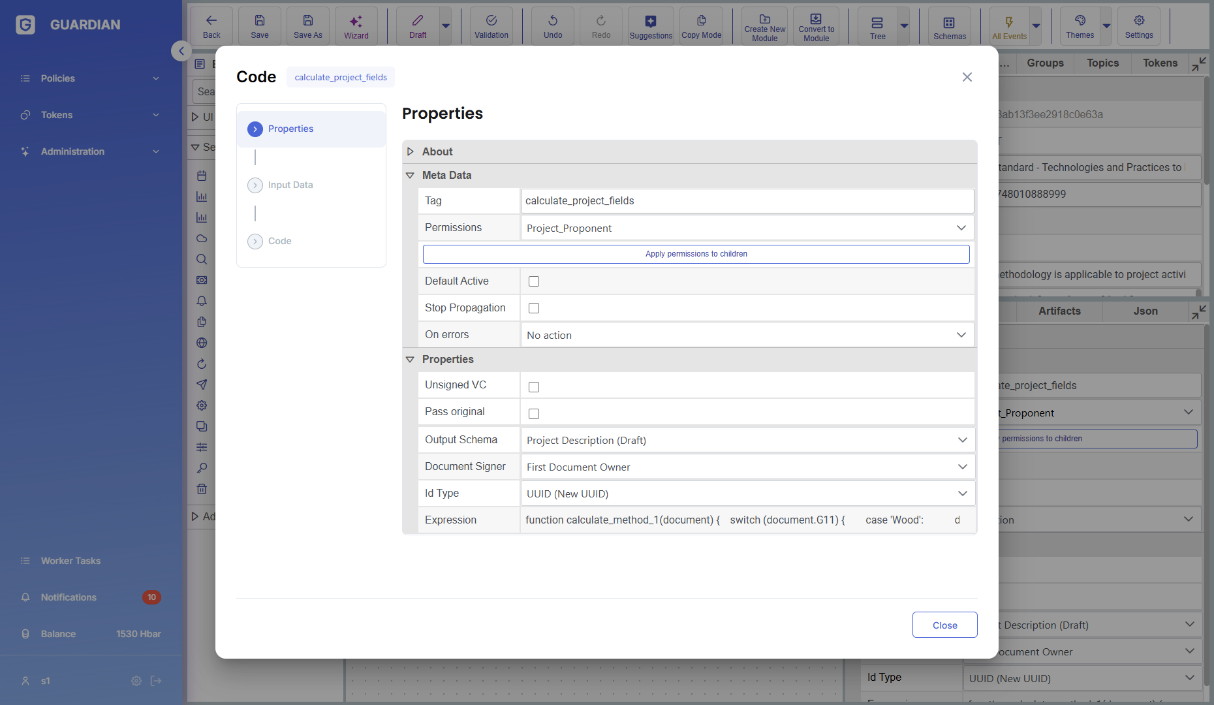 GUARDIAN
Policies
Tokens
Administration
Worker Tasks
Notifications
10
Balance
1530 Hbar
s1
Back
Save
Save As
Wizard
Draft
Validation
Undo
Redo
Suggestions
Copy Mode
Create New
Module
Convert to
Module
Tree
Schemas
All Events
Themes
Settings
Sea
UI
Se
Ad
Groups
Topics
Tokens
3ab13f3ee2918c0e63a
tandard - Technologies and Practices to
748010888999
ethodology is applicable to project activi
Artifacts
Json
ate_project_fields
t_Proponent
permissions to children
ion
t Description (Draft)
ocument Owner
Id Type
UUID (New UUID)
Code
calculate_project_fields
Properties
Input Data
Code
Properties
About
Meta Data
Tag
calculate_project_fields
Permissions
Project_Proponent
Apply permissions to children
Default Active
Stop Propagation
On errors
No action
Properties
Unsigned VC
Pass original
Output Schema
Project Description (Draft)
Document Signer
First Document Owner
Id Type
UUID (New UUID)
Expression
function calculate_method_1(document) { switch (document.G11) { case 'Wood': d
Close